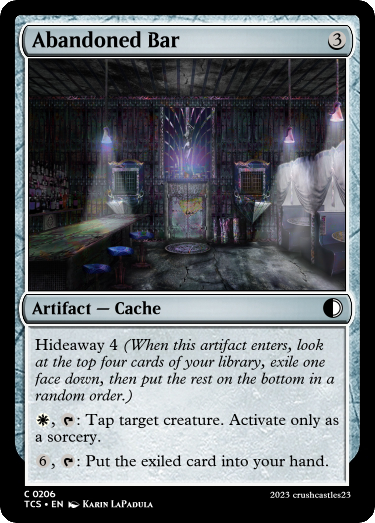 Abandoned Bar 3
Artifact — Cache
Hideaway 4 (When this artifact enters, look
at the top four cards of your library, exile one
face down, then put the rest on the bottom in a
random order.)
, : Tap target creature. Activate only as
a sorcery.
6, : Put the exiled card into your hand.
C 0206
TCS • EN Karin LaPadula
2023 crushcastles23